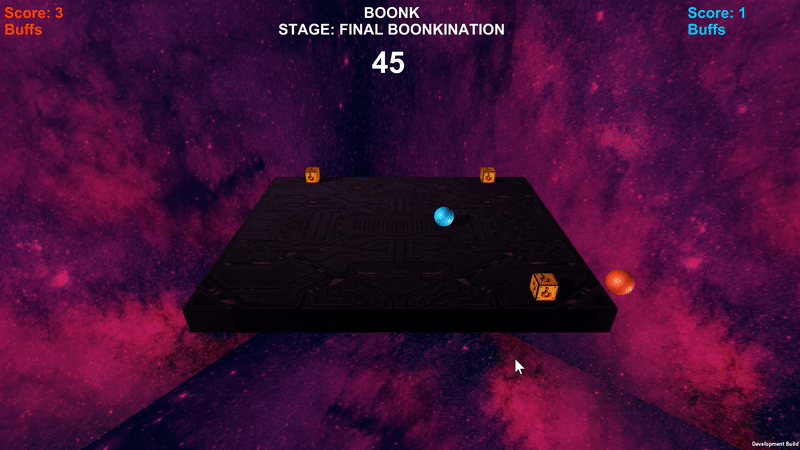 Score: 3
Buffs
BOONK
STAGE: FINAL BOONKINATION
45
Score: 1
Buffs
Development Build